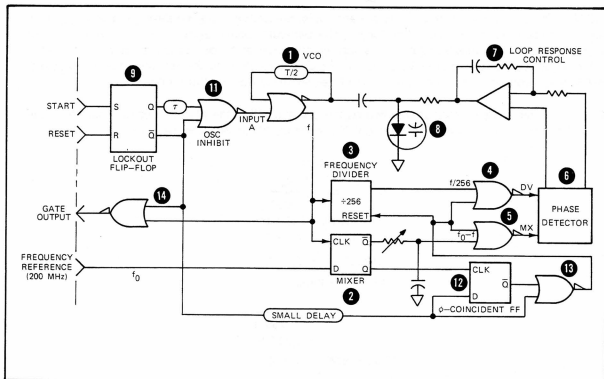 1 VCO
T/2
7 LOOP RESPONSE
CONTROL
9
START
S Q
τ
11
OSC
INHIBIT
INPUT
A
f
8
RESET
R Q̅
LOCKOUT
FLIP-FLOP
3
FREQUENCY
DIVIDER
÷256
RESET
f/256
4
DV
6
PHASE
DETECTOR
14
GATE
OUTPUT
5
f₀-f
MX
CLK Q
FREQUENCY
REFERENCE
(200 MHz)
f₀
D Q̅
MIXER
2
12
CLK
Q̅
D
13
SMALL DELAY
φ-COINCIDENT FF